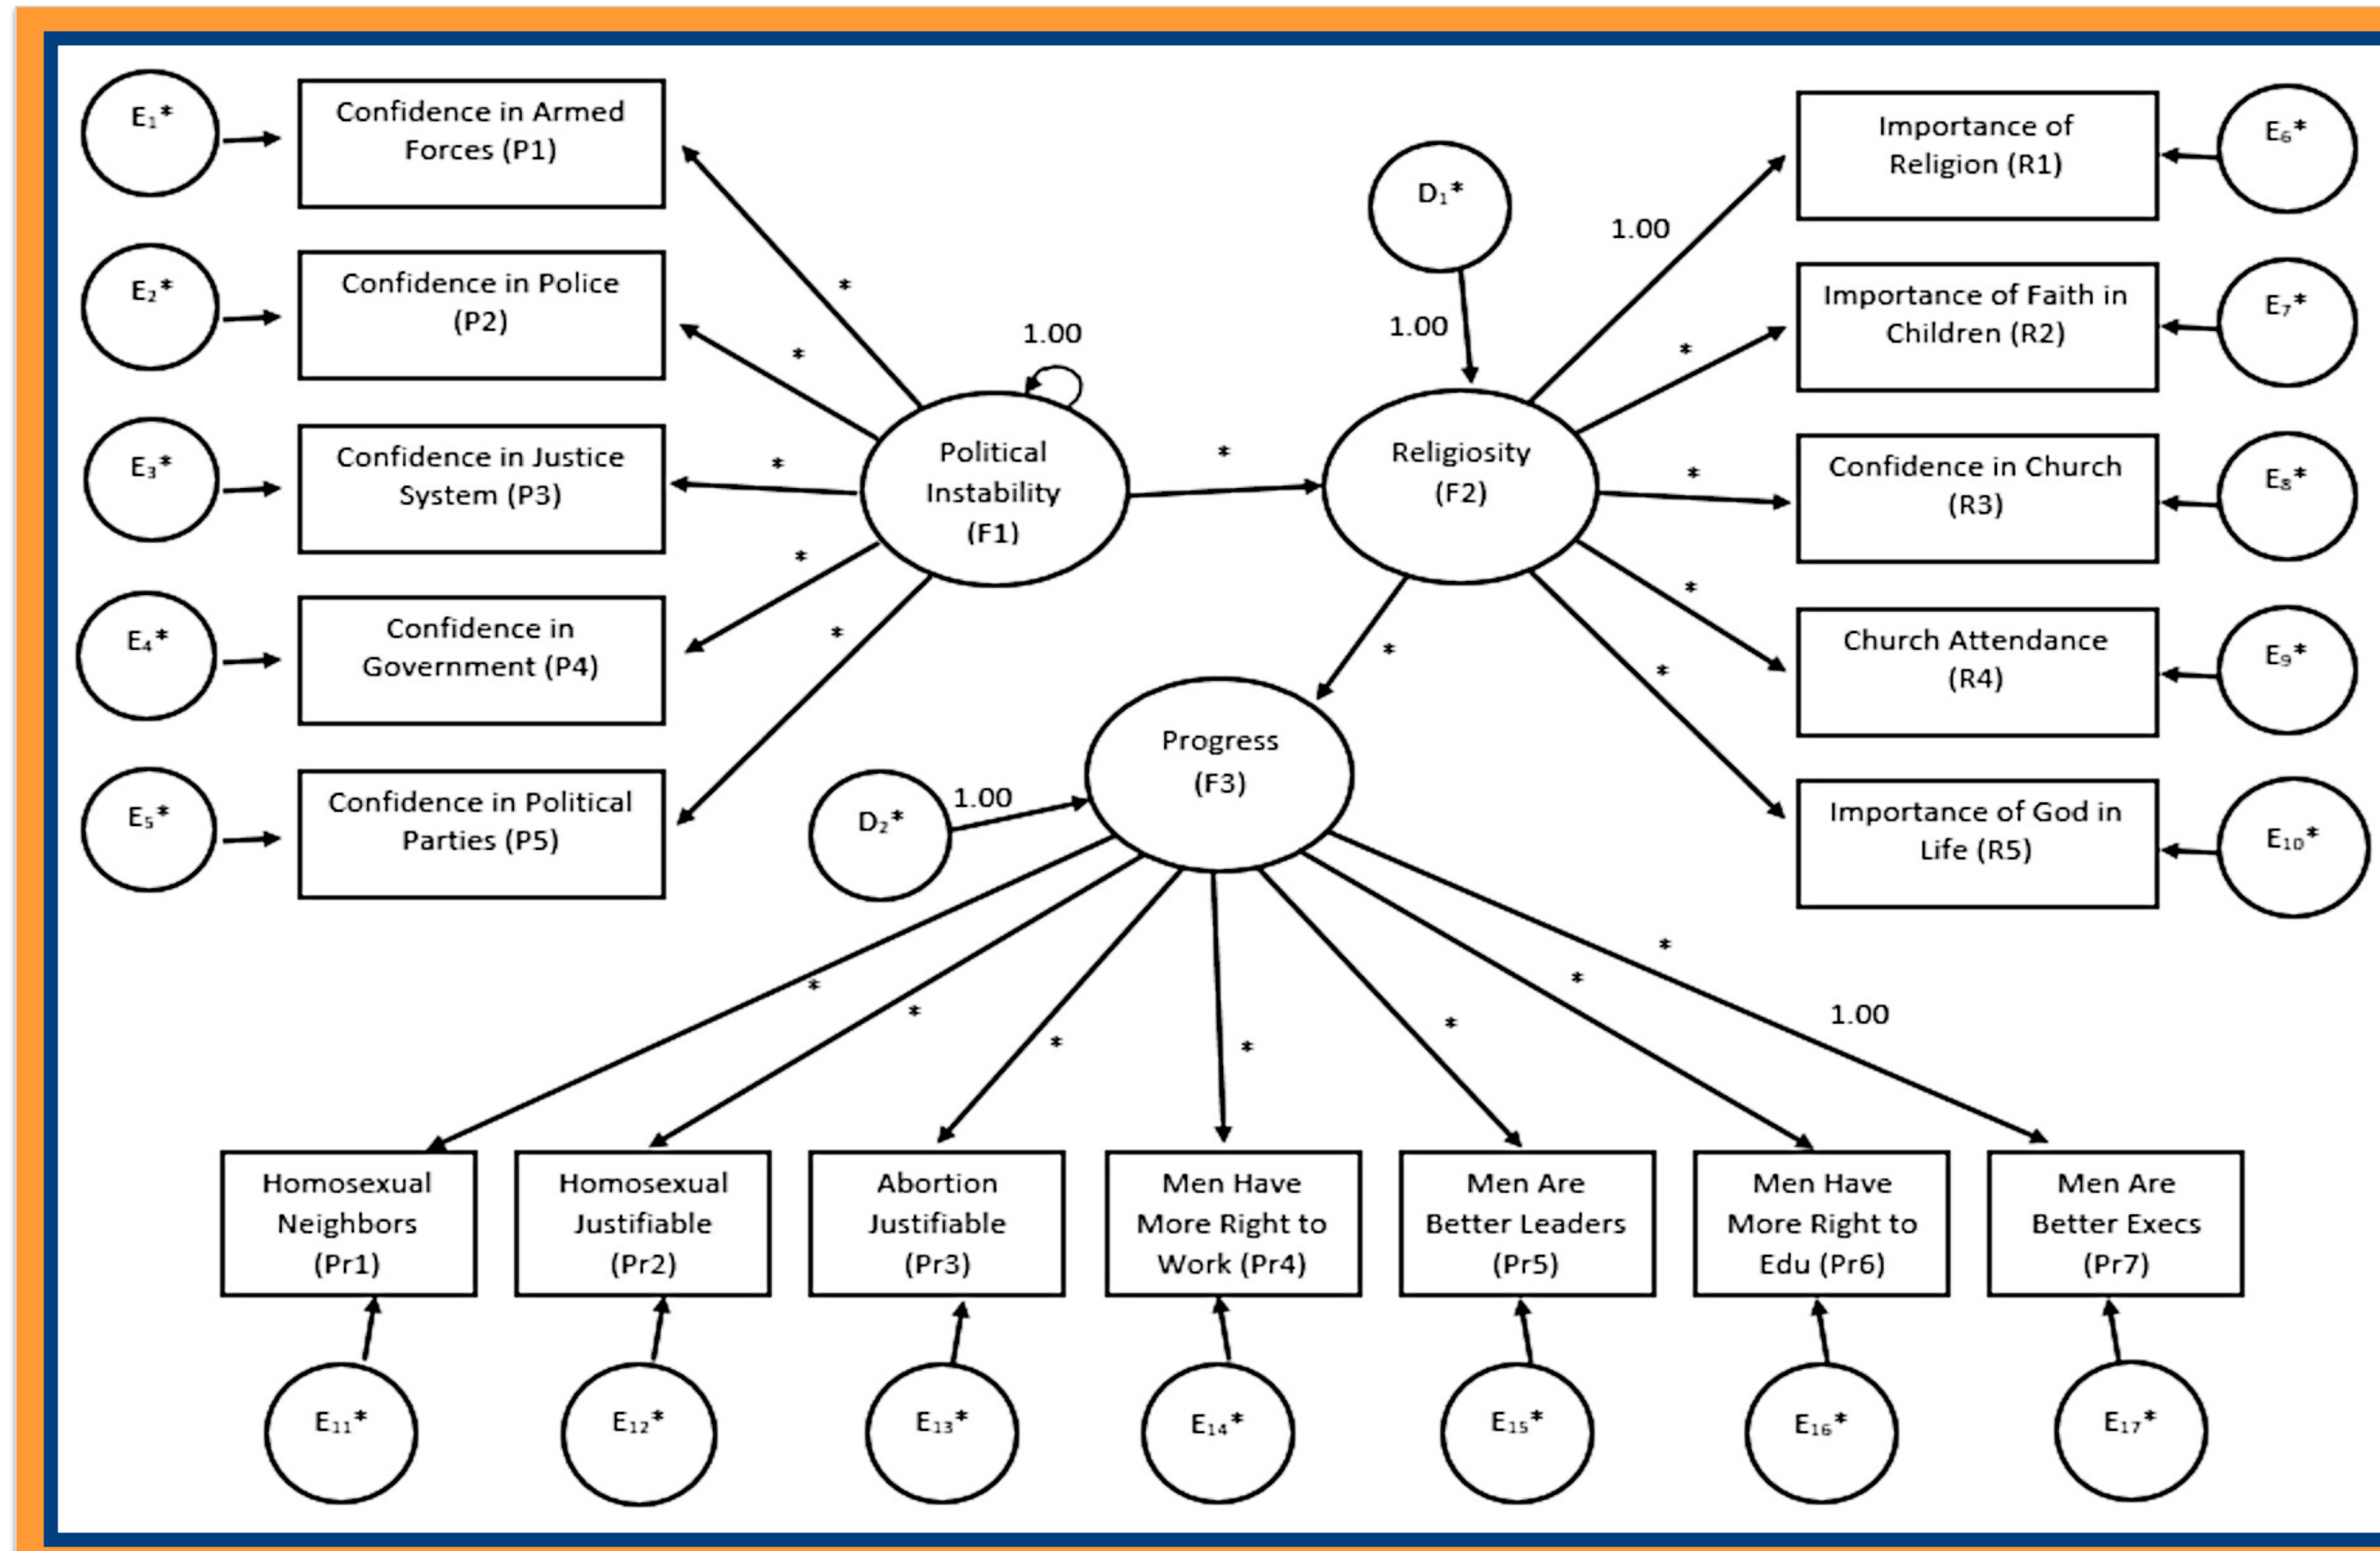 E₁*
Confidence in Armed
Forces (P1)
E₂*
Confidence in Police
(P2)
E₃*
Confidence in Justice
System (P3)
E₄*
Confidence in
Government (P4)
E₅*
Confidence in Political
Parties (P5)
*
*
*
*
*
1.00
Political
Instability
(F1)
*
D₁*
1.00
Religiosity
(F2)
1.00
*
*
*
*
Importance of
Religion (R1)
E₆*
Importance of Faith in
Children (R2)
E₇*
Confidence in Church
(R3)
E₈*
Church Attendance
(R4)
E₉*
Importance of God in
Life (R5)
E₁₀*
*
Progress
(F3)
D₂*
1.00
*
*
*
*
*
*
*
1.00
Homosexual
Neighbors
(Pr1)
Homosexual
Justifiable
(Pr2)
Abortion
Justifiable
(Pr3)
Men Have
More Right to
Work (Pr4)
Men Are
Better Leaders
(Pr5)
Men Have
More Right to
Edu (Pr6)
Men Are
Better Execs
(Pr7)
E₁₁*
E₁₂*
E₁₃*
E₁₄*
E₁₅*
E₁₆*
E₁₇*